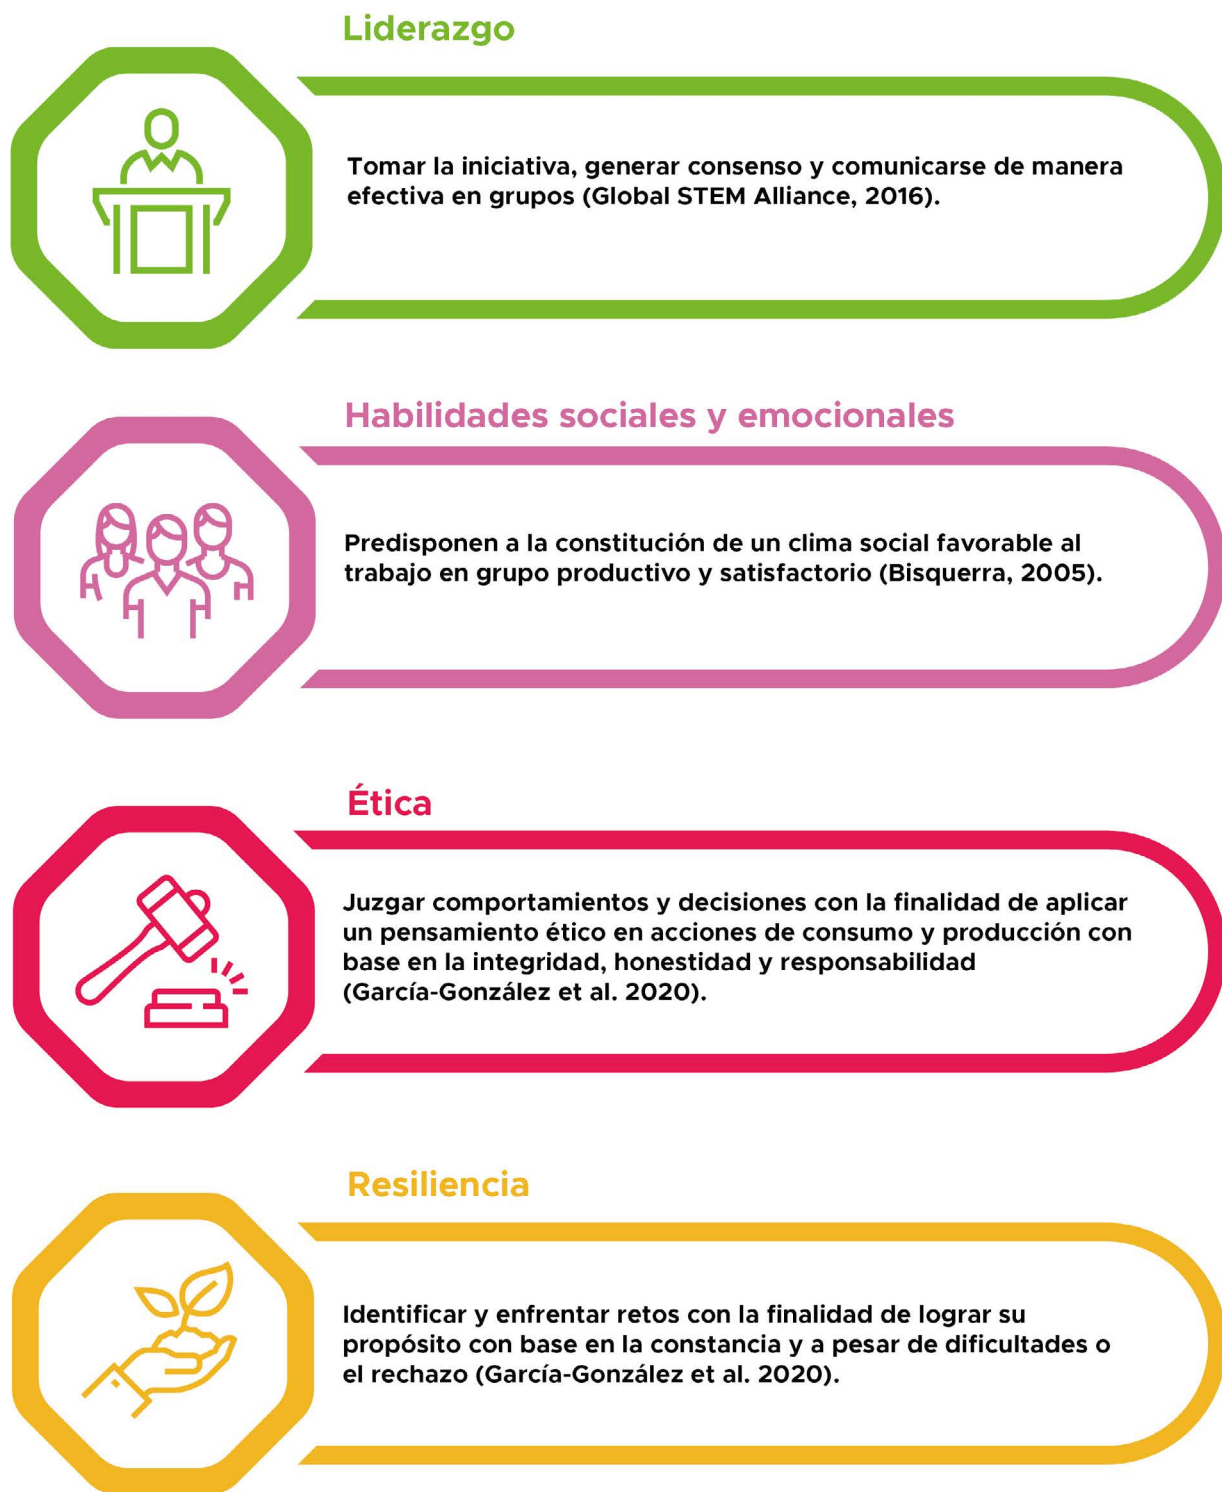 Liderazgo
Tomar la iniciativa, generar consenso y comunicarse de manera
efectiva en grupos (Global STEM Alliance, 2016).
Habilidades sociales y emocionales
Predisponen a la constitución de un clima social favorable al
trabajo en grupo productivo y satisfactorio (Bisquerra, 2005).
Ética
Juzgar comportamientos y decisiones con la finalidad de aplicar
un pensamiento ético en acciones de consumo y producción con
base en la integridad, honestidad y responsabilidad
(García-González et al. 2020).
Resiliencia
Identificar y enfrentar retos con la finalidad de lograr su
propósito con base en la constancia y a pesar de dificultades o
el rechazo (García-González et al. 2020).